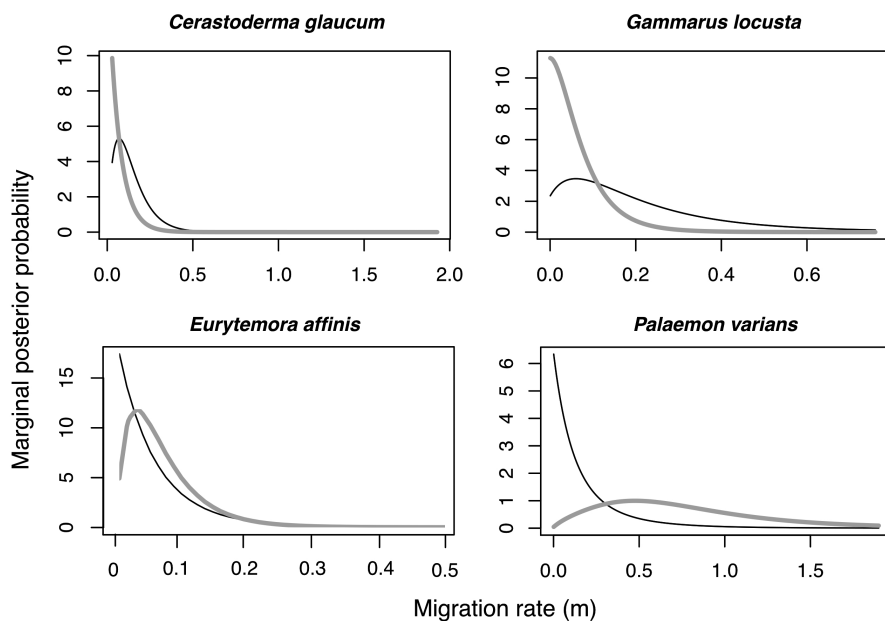 Cerastoderma glaucum
Gammarus locusta
10
8
6
4
2
0
0.0 0.5 1.0 1.5 2.0
10
8
6
4
2
0
0.0 0.2 0.4 0.6
Marginal posterior probability
Eurytemora affinis
Palaemon varians
15
10
5
0
0 0.1 0.2 0.3 0.4 0.5
6
5
4
3
2
1
0
0.0 0.5 1.0 1.5
Migration rate (m)